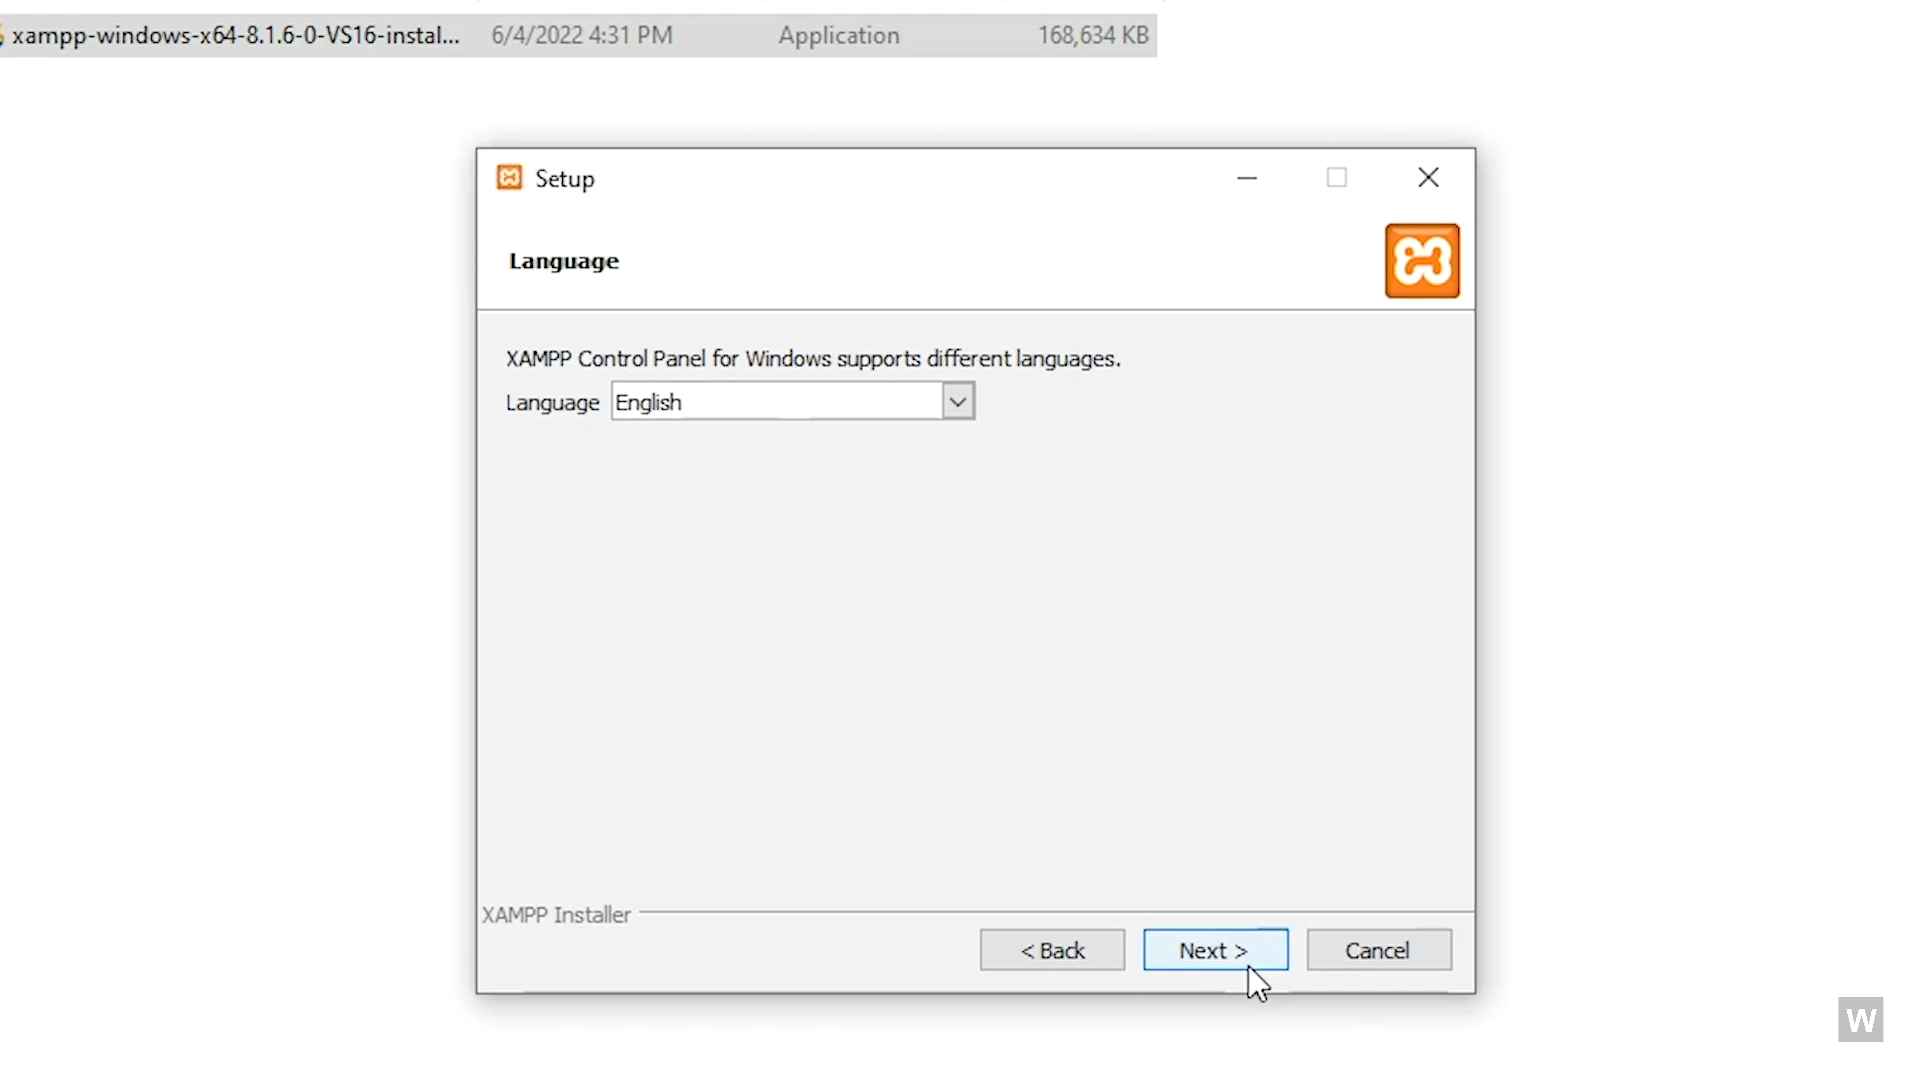 xampp-windows-x64-8.1.6-0-VS16-instal... 6/4/2022 4:31 PM Application 168,634 KB
Setup
Language
XAMPP Control Panel for Windows supports different languages.
Language English
XAMPP Installer
< Back Next > Cancel
W